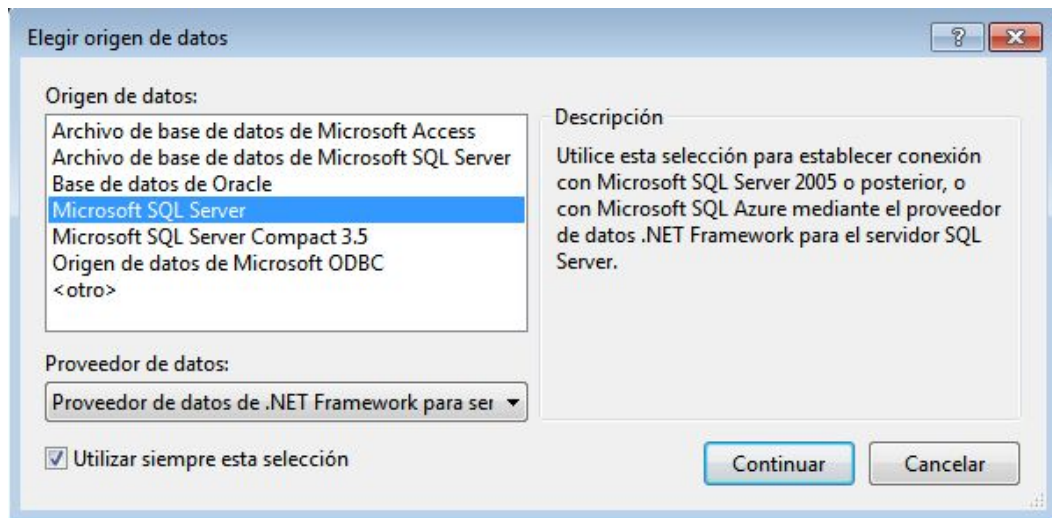 Elegir origen de datos
Origen de datos:
Archivo de base de datos de Microsoft Access
Archivo de base de datos de Microsoft SQL Server
Base de datos de Oracle
Microsoft SQL Server
Microsoft SQL Server Compact 3.5
Origen de datos de Microsoft ODBC
<otro>
Descripción
Utilice esta selección para establecer conexión
con Microsoft SQL Server 2005 o posterior, o
con Microsoft SQL Azure mediante el proveedor
de datos .NET Framework para el servidor SQL
Server.
Proveedor de datos:
Proveedor de datos de .NET Framework para ser
Utilizar siempre esta selección
Continuar
Cancelar